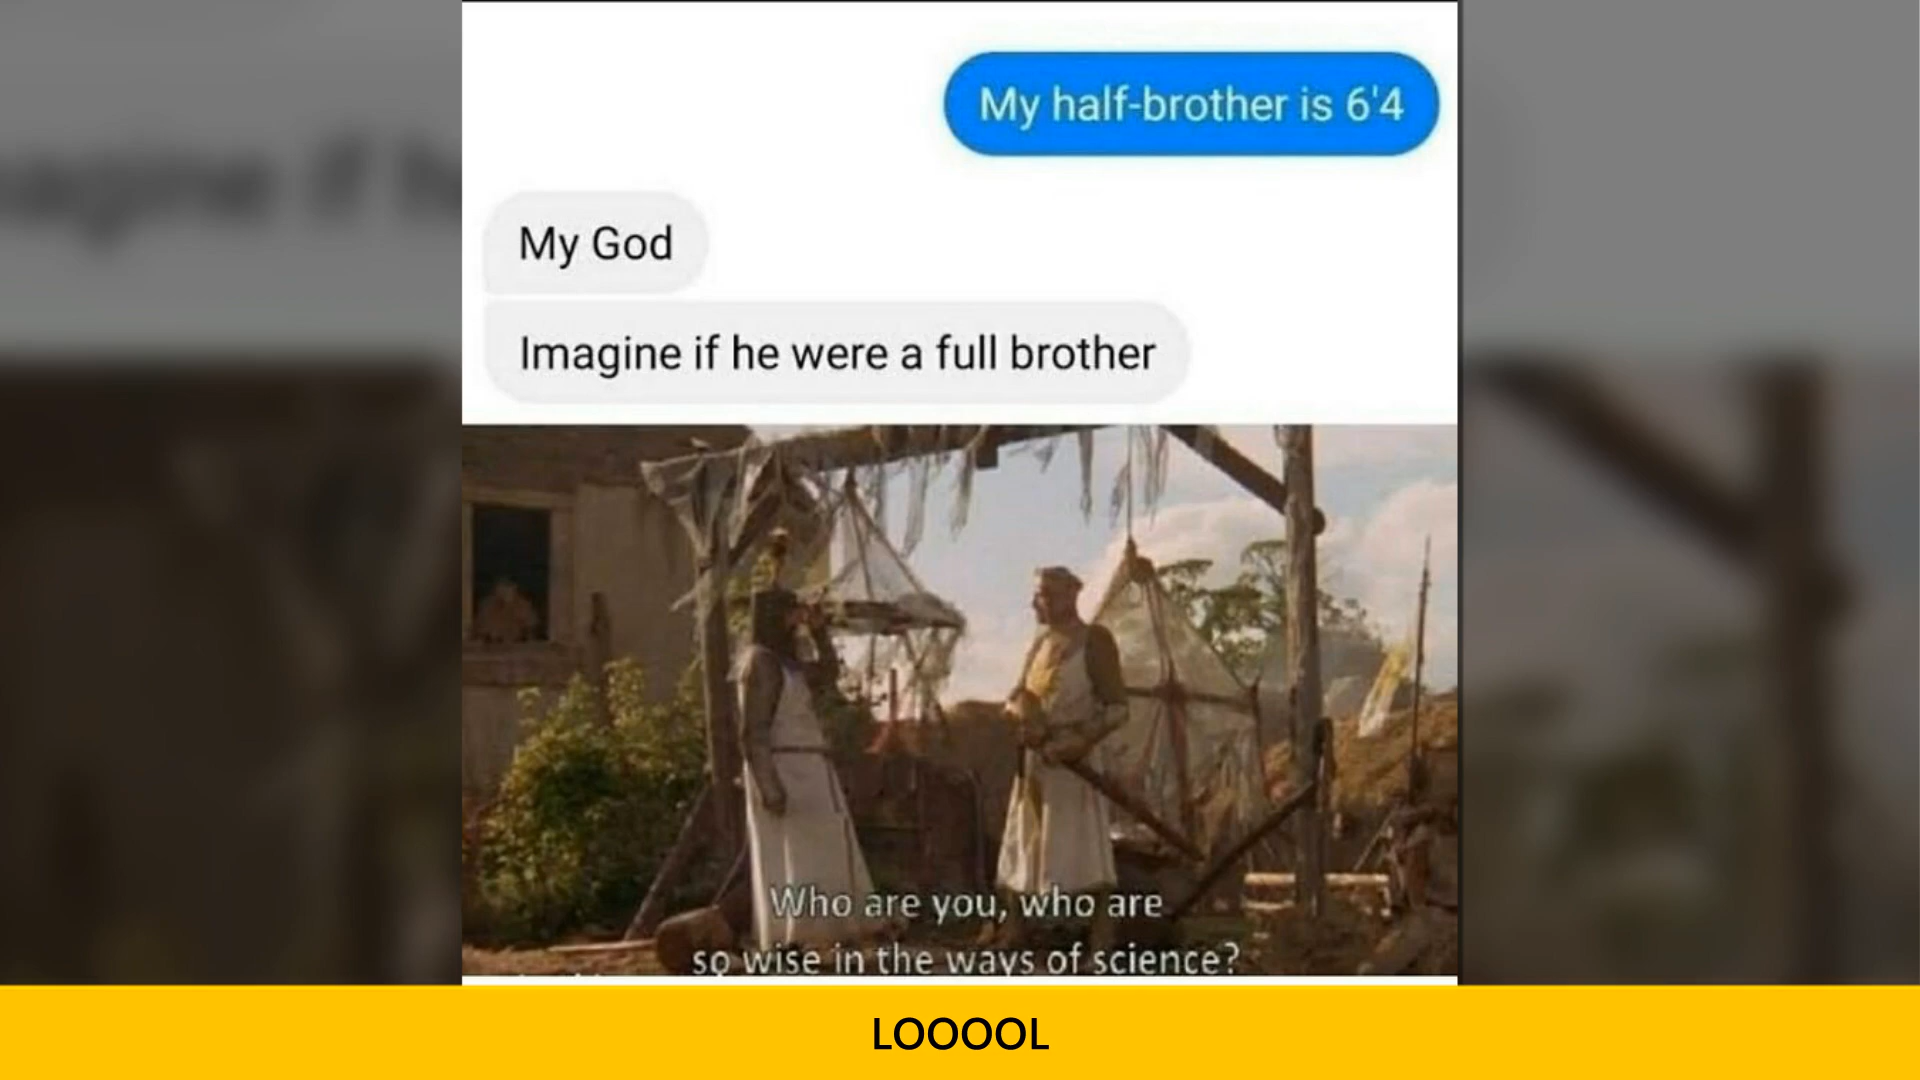 My half-brother is 6'4
My God
Imagine if he were a full brother
Who are you, who are
so wise in the ways of science?
LOOOOL